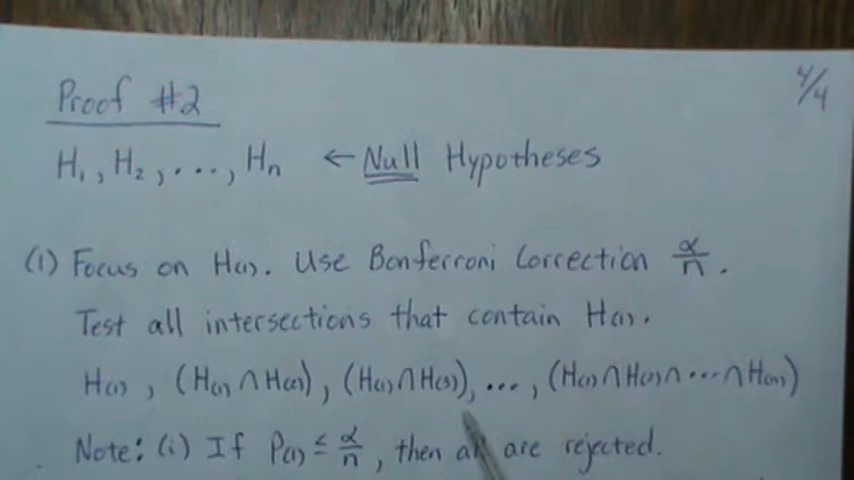 Proof #2
4/4
H₁, H₂, ..., Hₙ ← Null Hypotheses
(1) Focus on H₍₁₎. Use Bonferroni Correction α/n.
Test all intersections that contain H₍₁₎.
H₍₁₎, (H₍₁₎ ∩ H₍₂₎), (H₍₁₎ ∩ H₍₃₎), ..., (H₍₁₎ ∩ H₍₂₎ ∩ ... ∩ H₍ₙ₎)
Note: (i) If P₍₁₎ ≤ α/n, then are rejected.